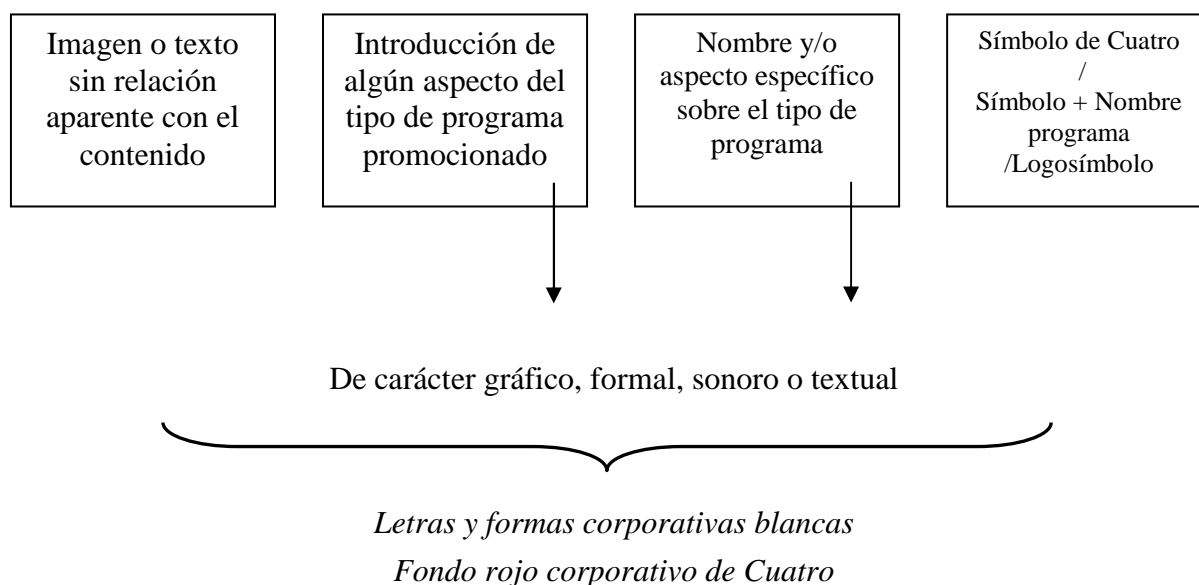 Imagen o texto
sin relación
aparente con el
contenido
Introducción de
algún aspecto del
tipo de programa
promocionado
Nombre y/o
aspecto específico
sobre el tipo de
programa
Símbolo de Cuatro
/
Símbolo + Nombre
programa
/Logosímbolo
De carácter gráfico, formal, sonoro o textual
Letras y formas corporativas blancas
Fondo rojo corporativo de Cuatro